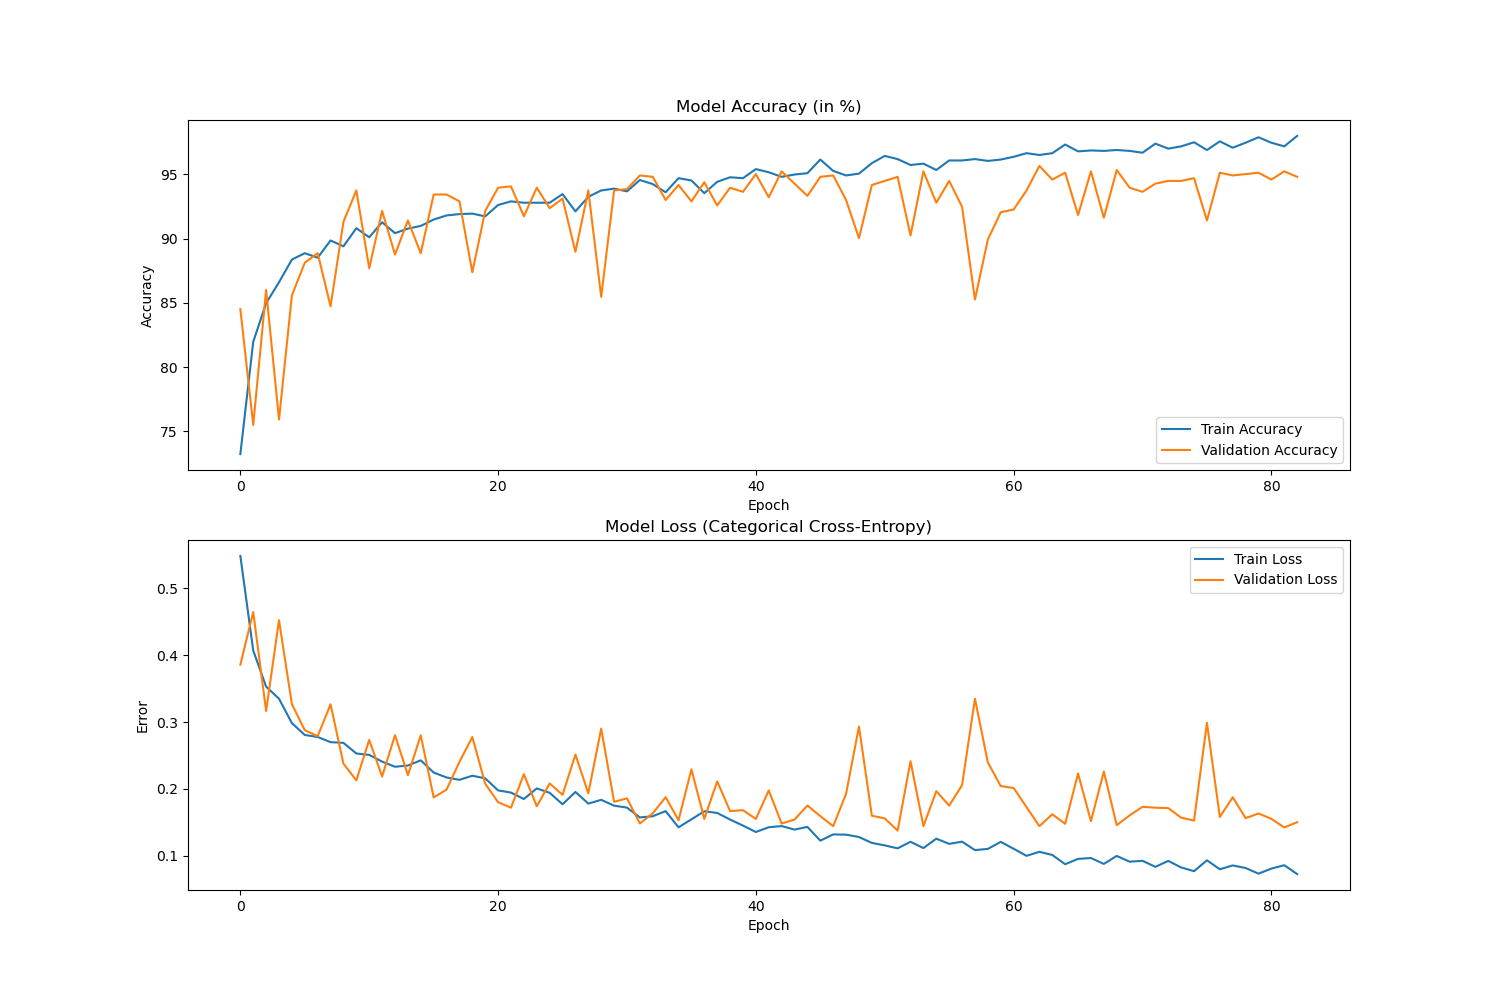 Model Accuracy (in %)
95
90
85
80
75
Accuracy
Train Accuracy
Validation Accuracy
0 20 40 60 80
Epoch
Model Loss (Categorical Cross-Entropy)
Train Loss
Validation Loss
0.5
0.4
0.3
0.2
0.1
Error
0 20 40 60 80
Epoch